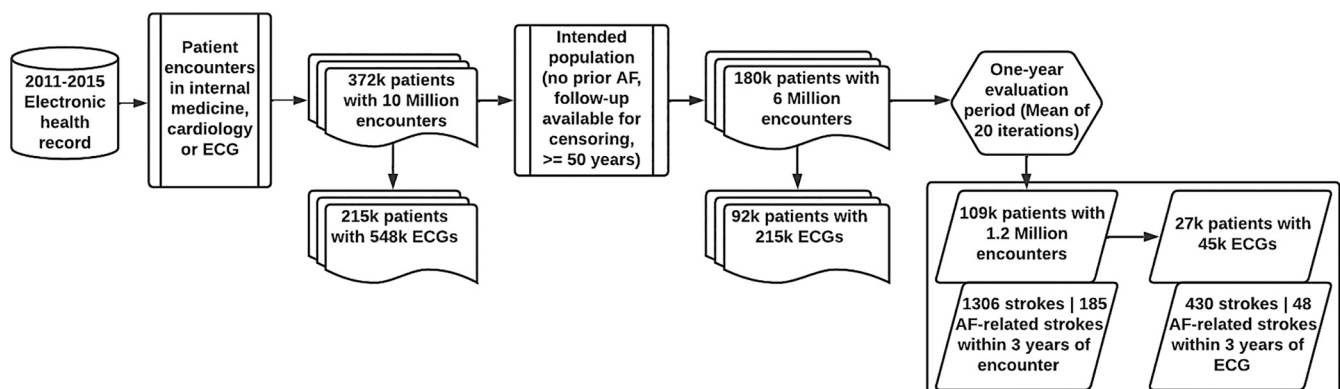 2011-2015
Electronic
health
record
Patient
encounters
in internal
medicine,
cardiology
or ECG
372k patients
with 10 Million
encounters
215k patients
with 548k ECGs
Intended
population
(no prior AF,
follow-up
available for
censoring,
>= 50 years)
180k patients with
6 Million
encounters
92k patients with
215k ECGs
One-year
evaluation
period (Mean of
20 iterations)
109k patients with
1.2 Million
encounters
27k patients with
45k ECGs
1306 strokes | 185
AF-related strokes
within 3 years of
encounter
430 strokes | 48
AF-related strokes
within 3 years of
ECG